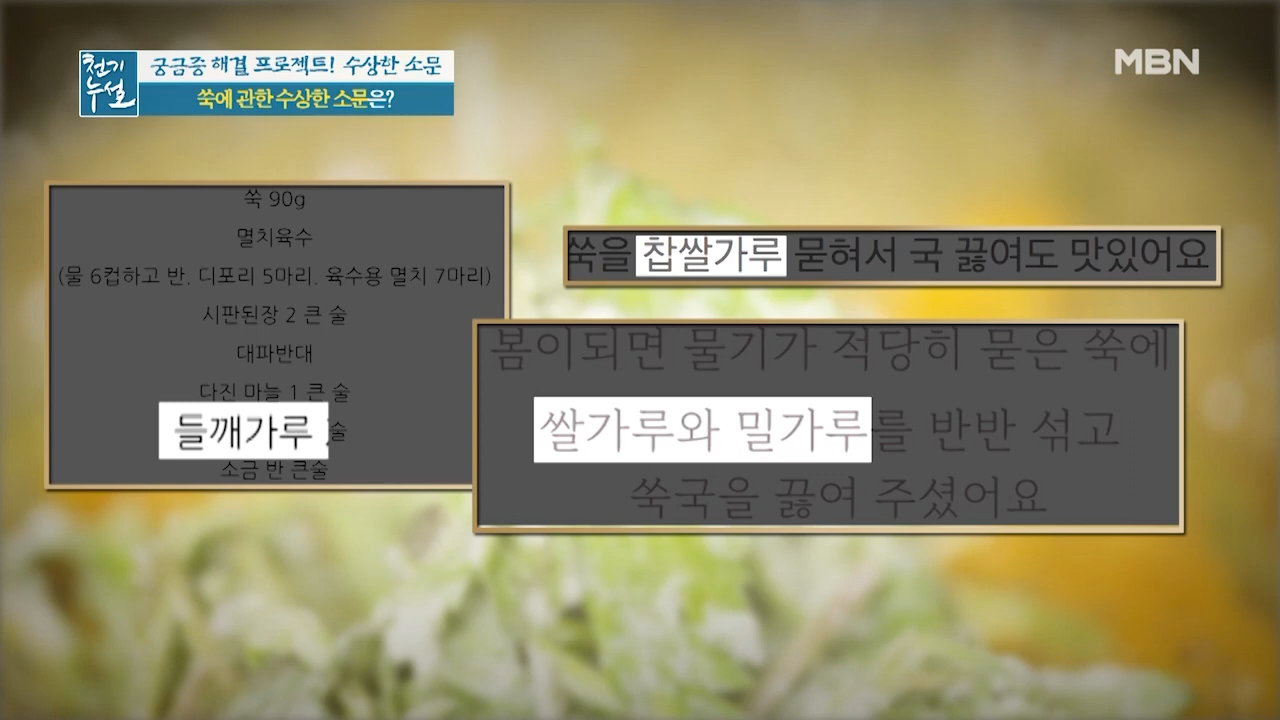 천기누설
궁금증 해결 프로젝트! 수상한 소문
쑥에 관한 수상한 소문은?
MBN
쑥 90g
멸치육수
(물 6컵하고 반. 디포리 5마리. 육수용 멸치 7마리)
시판된장 2 큰 술
대파반대
다진 마늘 1 큰 술
들깨가루 술
소금 반 큰술
쑥을 찹쌀가루 묻혀서 국 끓여도 맛있어요
봄이되면 물기가 적당히 묻은 쑥에
쌀가루와 밀가루를 반반 섞고
쑥국을 끓여 주셨어요